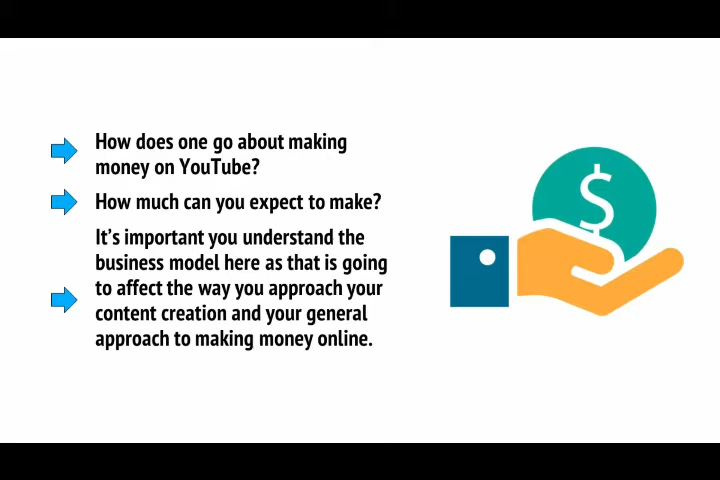 How does one go about making
money on YouTube?
How much can you expect to make?
It's important you understand the
business model here as that is going
to affect the way you approach your
content creation and your general
approach to making money online.
$